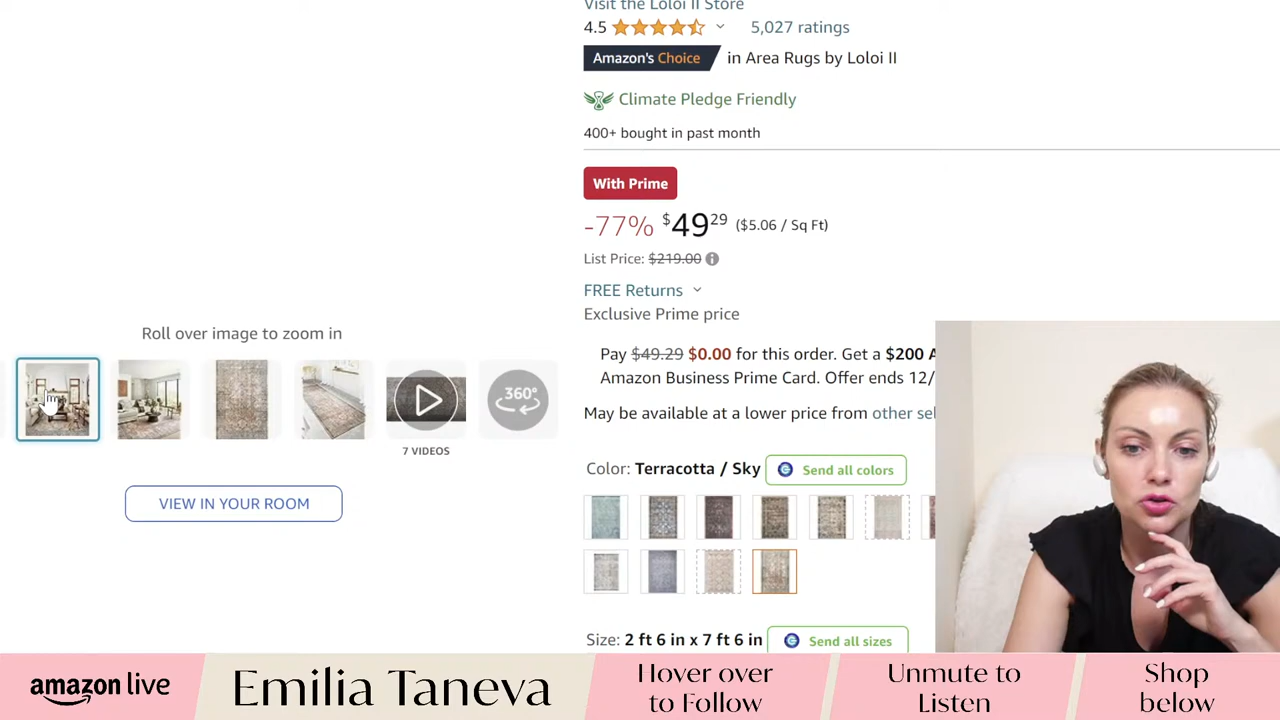 Visit the Loloi II Store
4.5
5,027 ratings
Amazon's Choice
in Area Rugs by Loloi II
Climate Pledge Friendly
400+ bought in past month
With Prime
-77% $49 29 ($5.06 / Sq Ft)
List Price: $219.00
FREE Returns
Exclusive Prime price
Pay $49.29 $0.00 for this order. Get a $200 A
Amazon Business Prime Card. Offer ends 12/
May be available at a lower price from other sel
Color: Terracotta / Sky
Send all colors
Size: 2 ft 6 in x 7 ft 6 in
Send all sizes
Roll over image to zoom in
360°
7 VIDEOS
VIEW IN YOUR ROOM
amazon live
Emilia Taneva
Hover over
to Follow
Unmute to
Listen
Shop
below